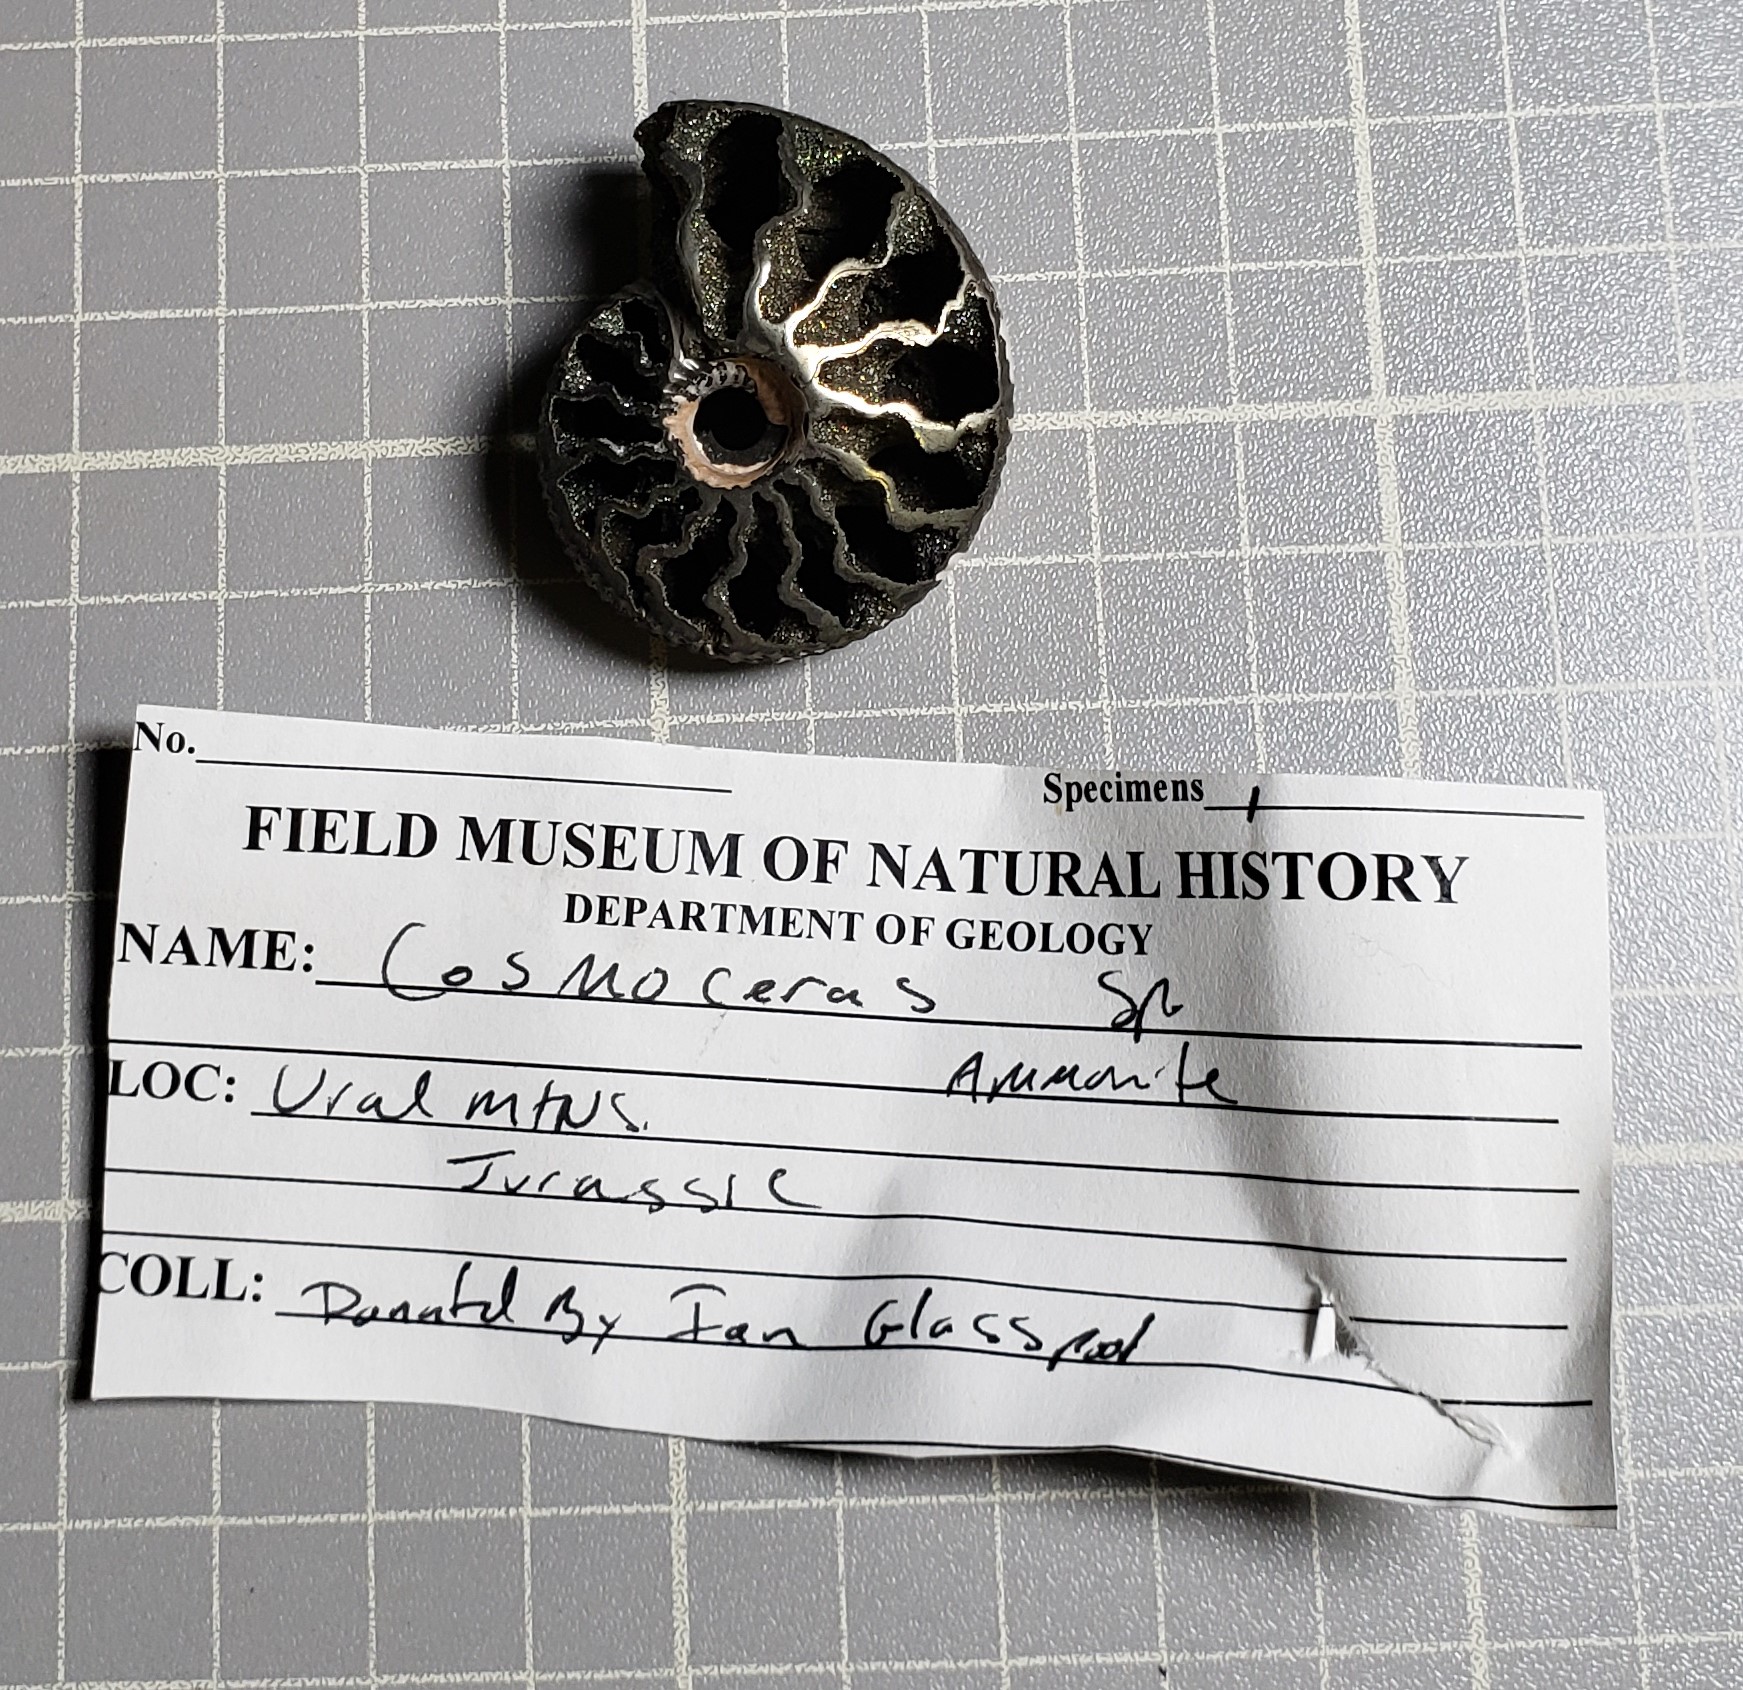 No.
Specimens 1
FIELD MUSEUM OF NATURAL HISTORY
DEPARTMENT OF GEOLOGY
NAME: Cosmoceras Sp
Ammonite
LOC: Ural mtns.
Jurassic
COLL: Donated By Ian Glasspool